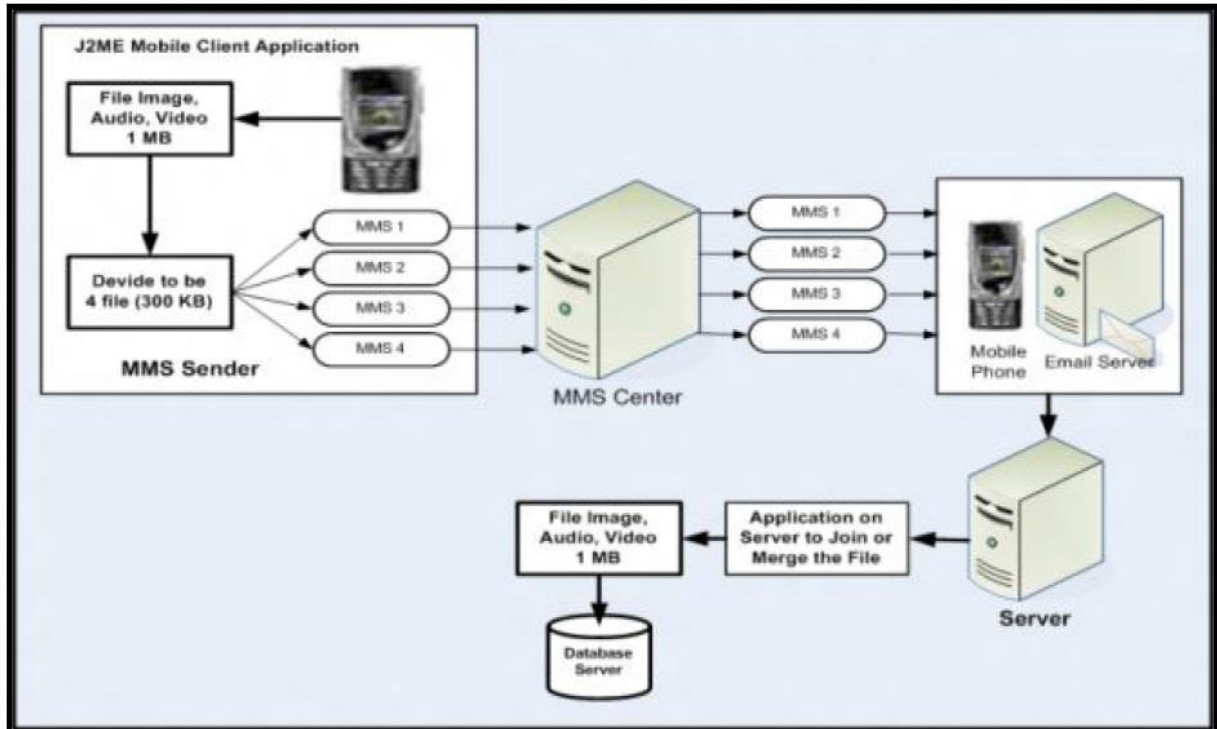 J2ME Mobile Client Application
File Image,
Audio, Video
1 MB
Devide to be
4 file (300 KB)
MMS 1
MMS 2
MMS 3
MMS 4
MMS Sender
MMS Center
MMS 1
MMS 2
MMS 3
MMS 4
Mobile
Phone
Email Server
Server
Application on
Server to Join or
Merge the File
File Image,
Audio, Video
1 MB
Database
Server